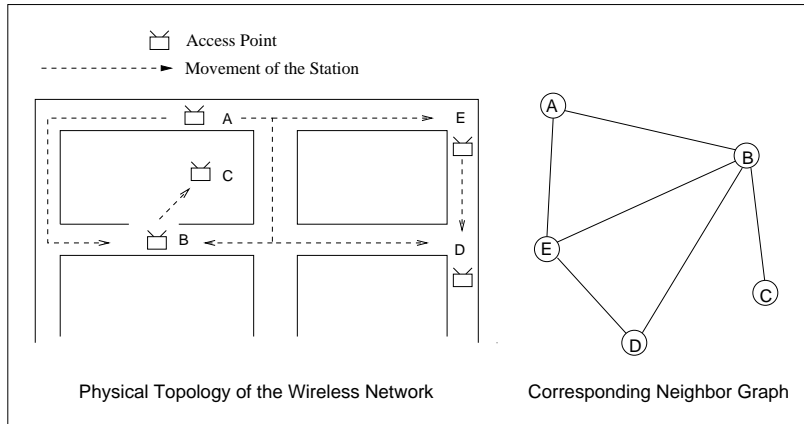 Access Point
Movement of the Station
A
E
C
B
D
A
B
E
C
D
Physical Topology of the Wireless Network
Corresponding Neighbor Graph